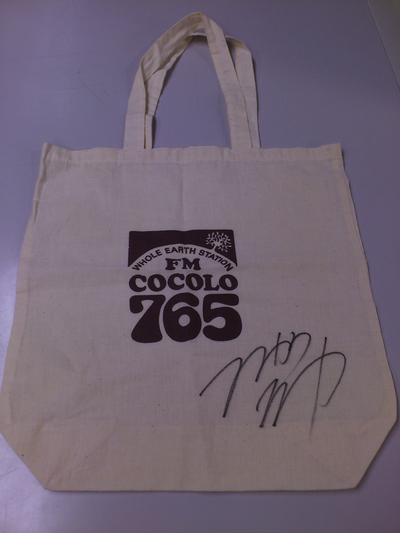 WHOLE EARTH STATION
FM
COCOLO
765